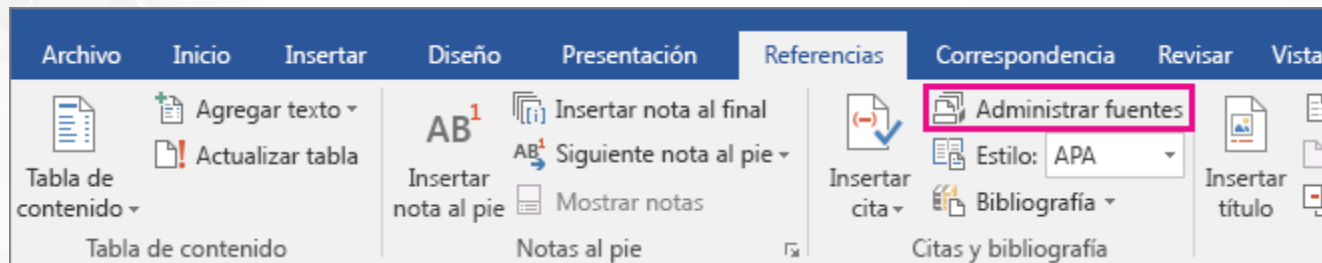 Archivo Inicio Insertar Diseño Presentación Referencias Correspondencia Revisar Vista
Tabla de
contenido
Agregar texto
Actualizar tabla
Tabla de contenido
AB1
Insertar
nota al pie
Insertar nota al final
AB1 Siguiente nota al pie
Mostrar notas
Notas al pie
Insertar
cita
Administrar fuentes
Estilo: APA
Bibliografía
Citas y bibliografía
Insertar
título